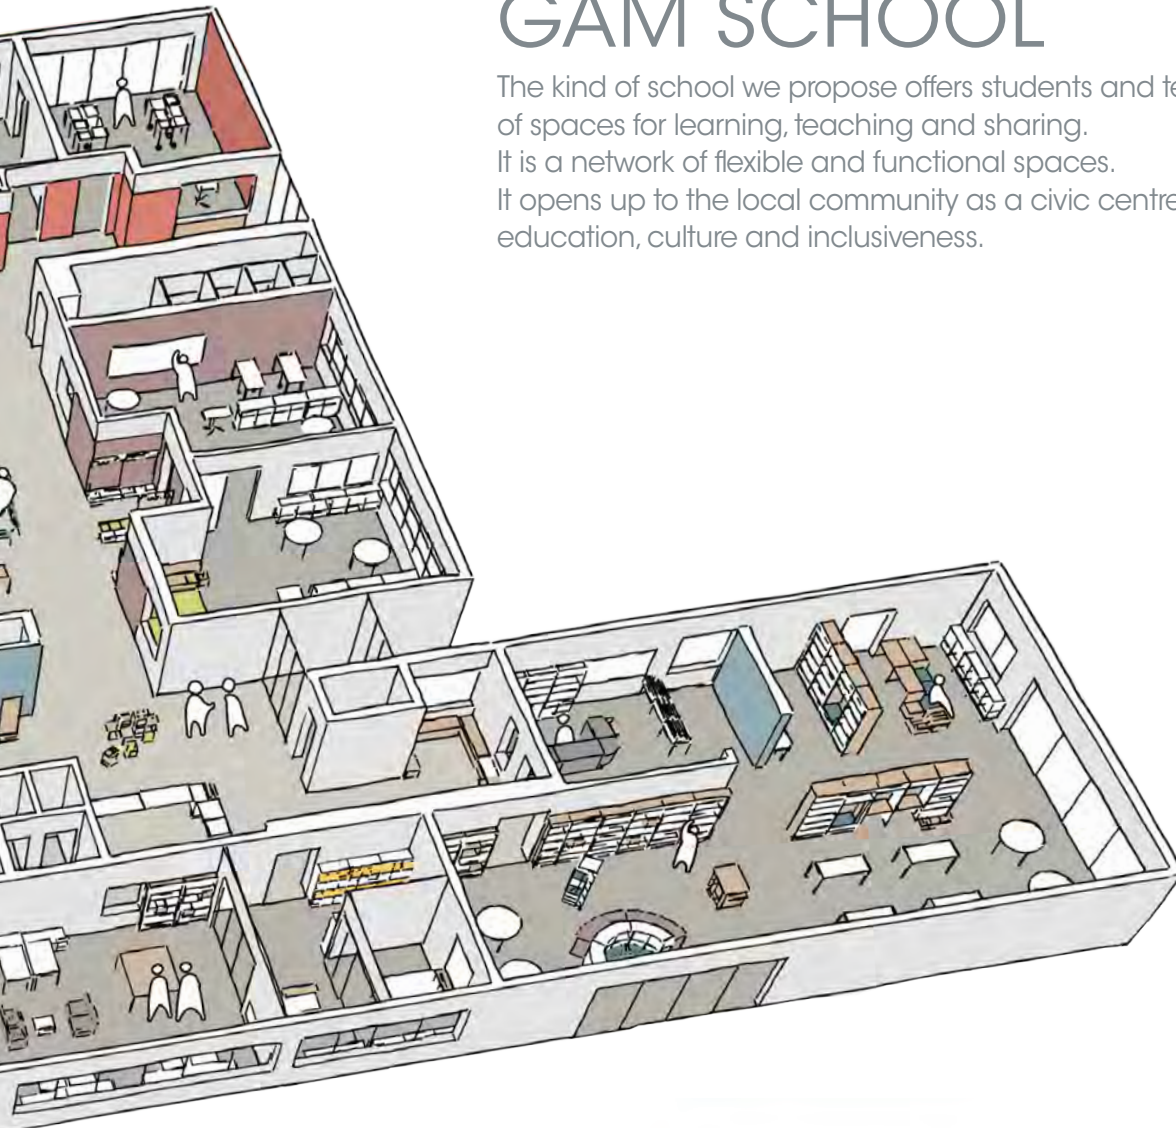 GAM SCHOOL
The kind of school we propose offers students and te
of spaces for learning, teaching and sharing.
It is a network of flexible and functional spaces.
It opens up to the local community as a civic centre
education, culture and inclusiveness.